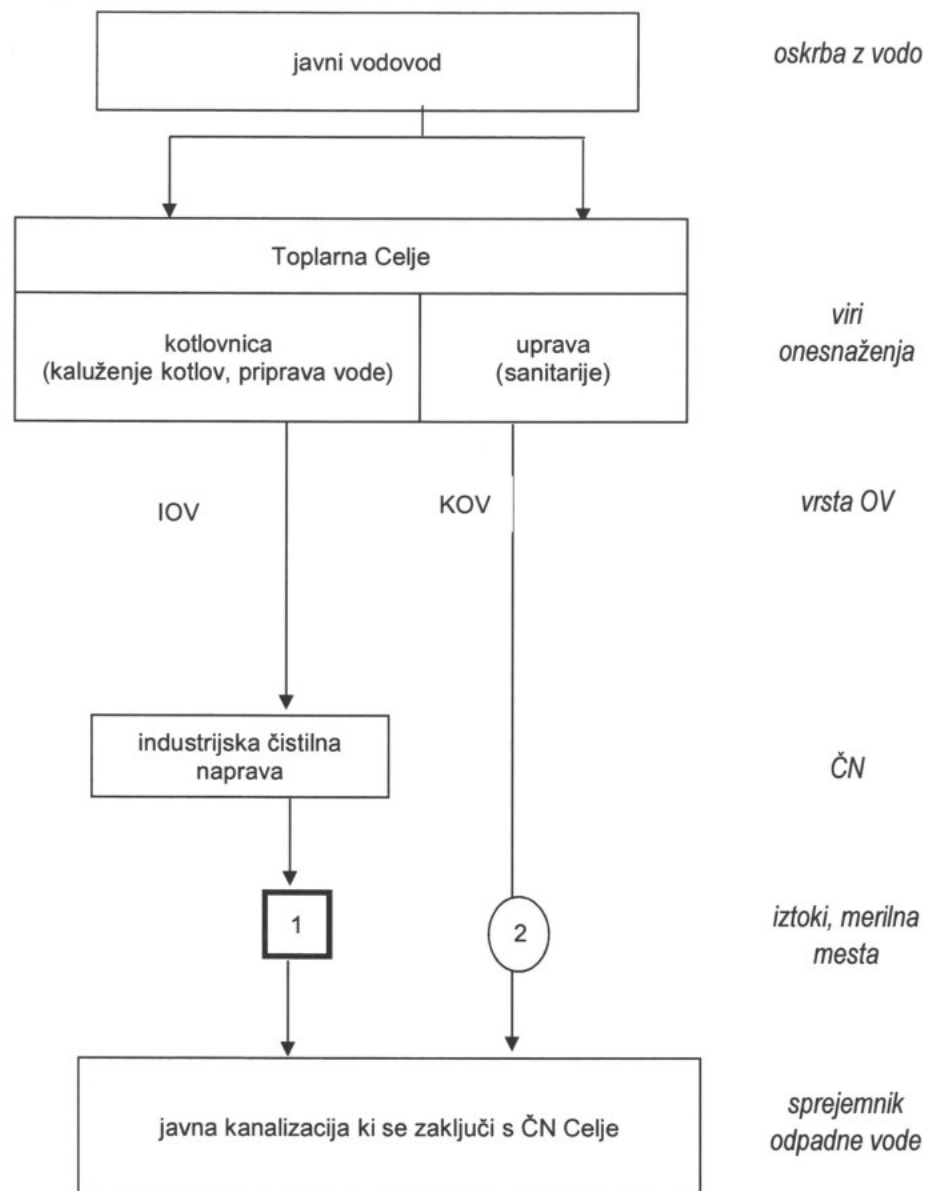 javni vodovod
oskrba z vodo
Toplarna Celje
kotlovnica
(kaluženje kotlov, priprava vode)
uprava
(sanitarije)
viri
onesnaženja
IOV
KOV
vrsta OV
industrijska čistilna
naprava
ČN
1
2
iztoki, merilna
mesta
javna kanalizacija ki se zaključi s ČN Celje
sprejemnik
odpadne vode